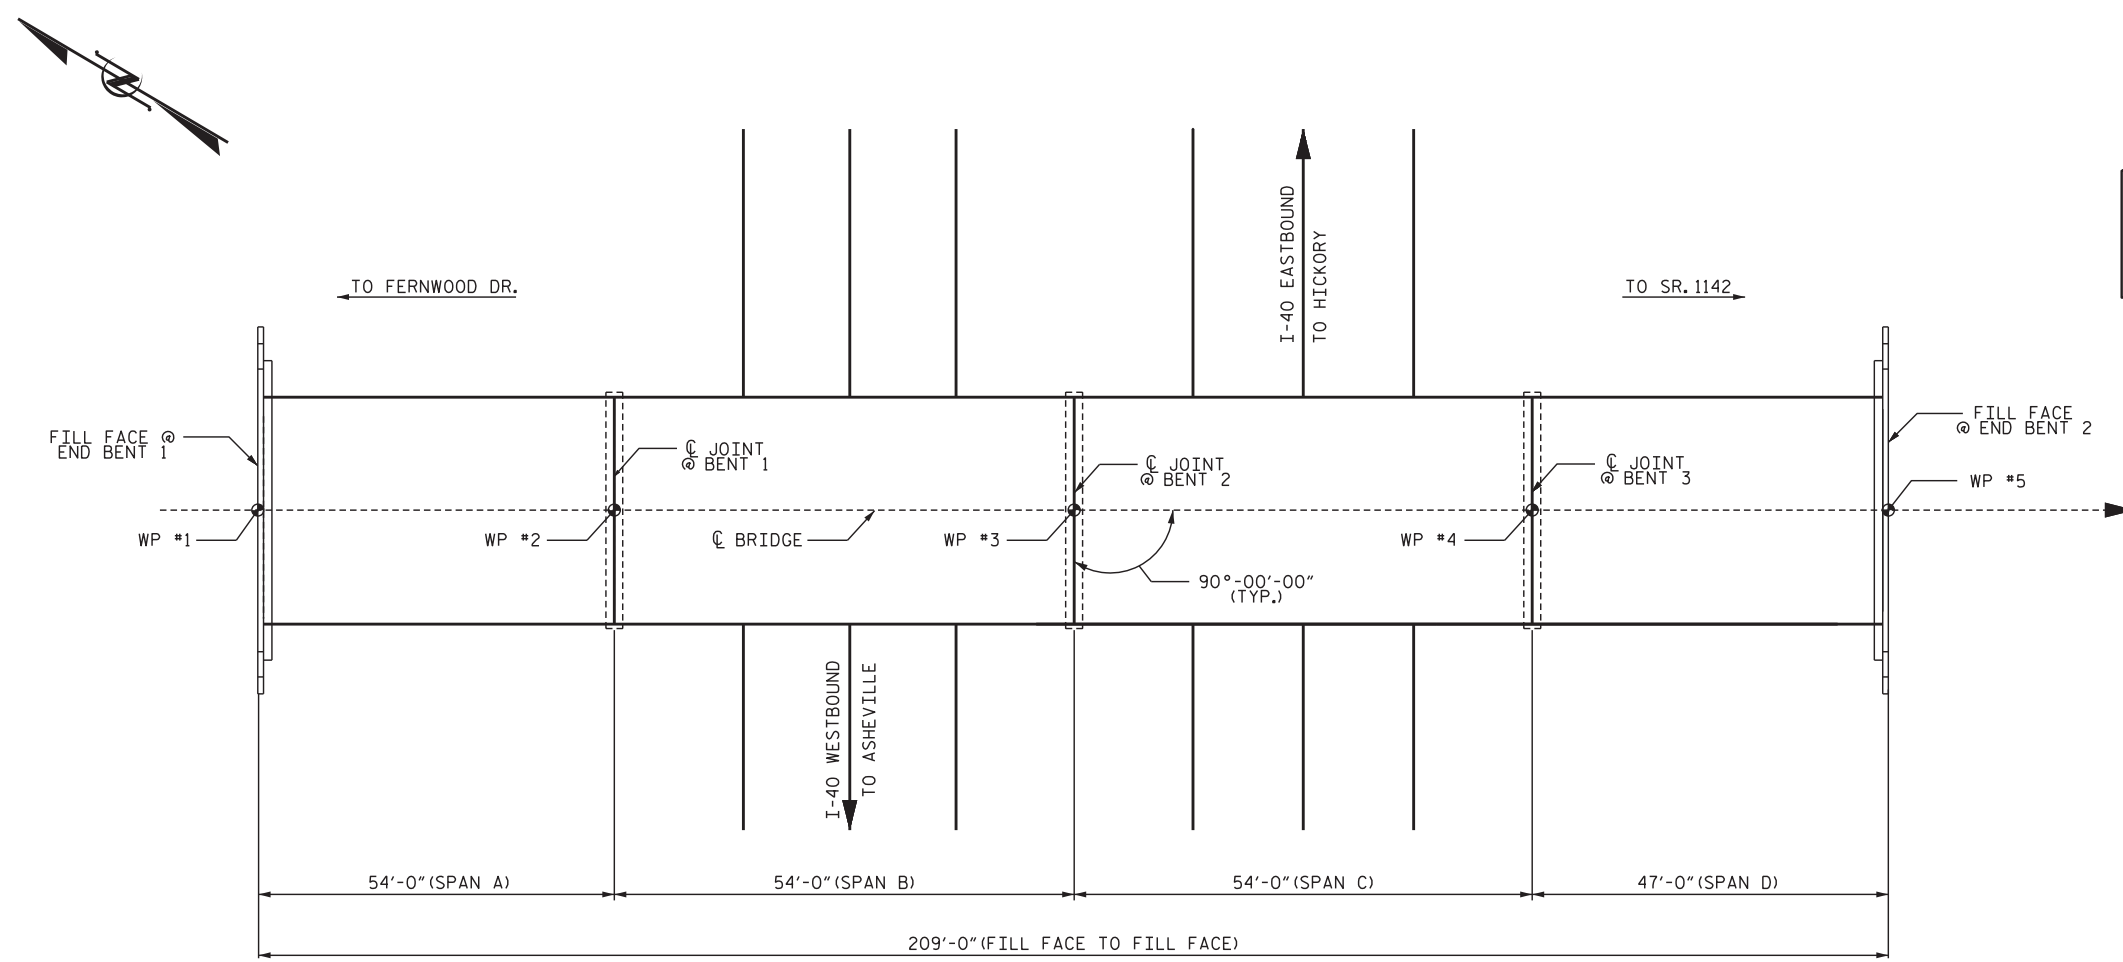 N
I-40 EASTBOUND
TO HICKORY
TO FERNWOOD DR.
TO SR. 1142
FILL FACE @
END BENT 1
℄ JOINT
@ BENT 1
℄ JOINT
@ BENT 2
℄ JOINT
@ BENT 3
FILL FACE
@ END BENT 2
WP #5
WP #1
WP #2
℄ BRIDGE
WP #3
WP #4
90°-00'-00"
(TYP.)
I-40 WESTBOUND
TO ASHEVILLE
54'-0"(SPAN A)
54'-0"(SPAN B)
54'-0"(SPAN C)
47'-0"(SPAN D)
209'-0"(FILL FACE TO FILL FACE)